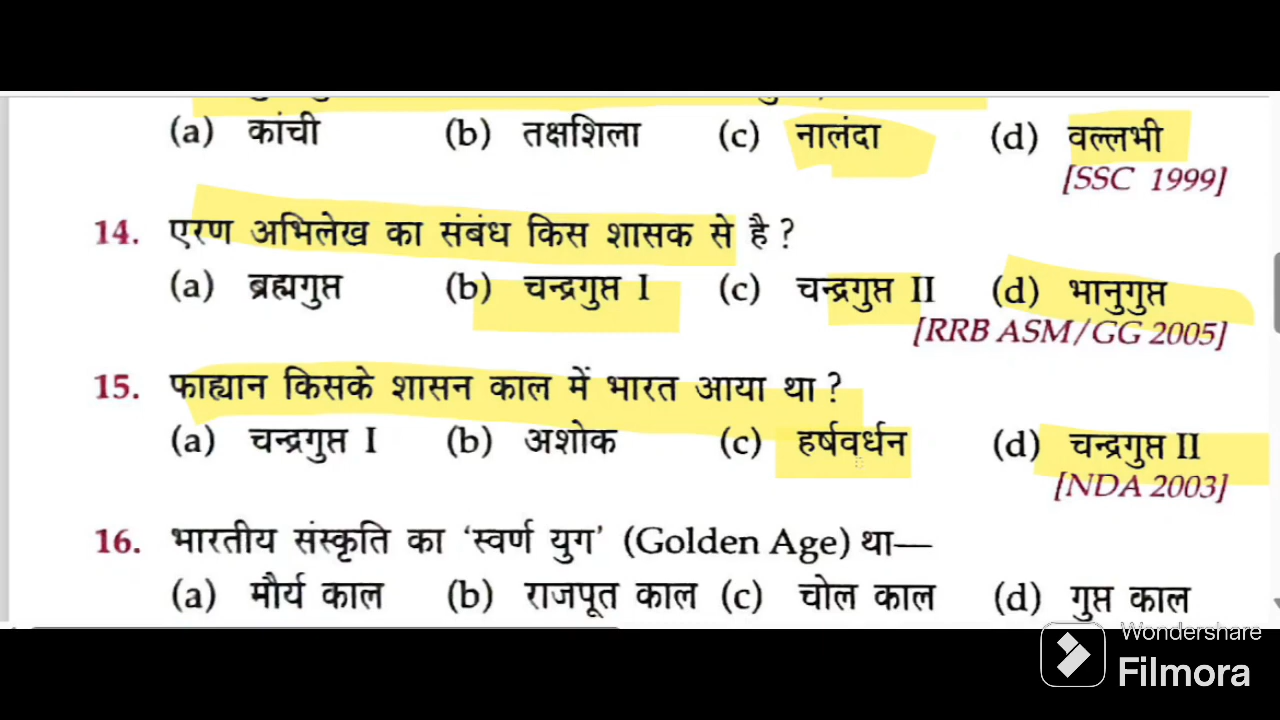 (a) कांची (b) तक्षशिला (c) नालंदा (d) वल्लभी
[SSC 1999]
14. एरण अभिलेख का संबंध किस शासक से है ?
(a) ब्रह्मगुप्त (b) चन्द्रगुप्त I (c) चन्द्रगुप्त II (d) भानुगुप्त
[RRB ASM/GG 2005]
15. फाह्यान किसके शासन काल में भारत आया था ?
(a) चन्द्रगुप्त I (b) अशोक (c) हर्षवर्धन (d) चन्द्रगुप्त II
[NDA 2003]
16. भारतीय संस्कृति का ‘स्वर्ण युग’ (Golden Age) था—
(a) मौर्य काल (b) राजपूत काल (c) चोल काल (d) गुप्त काल
Wondershare
Filmora